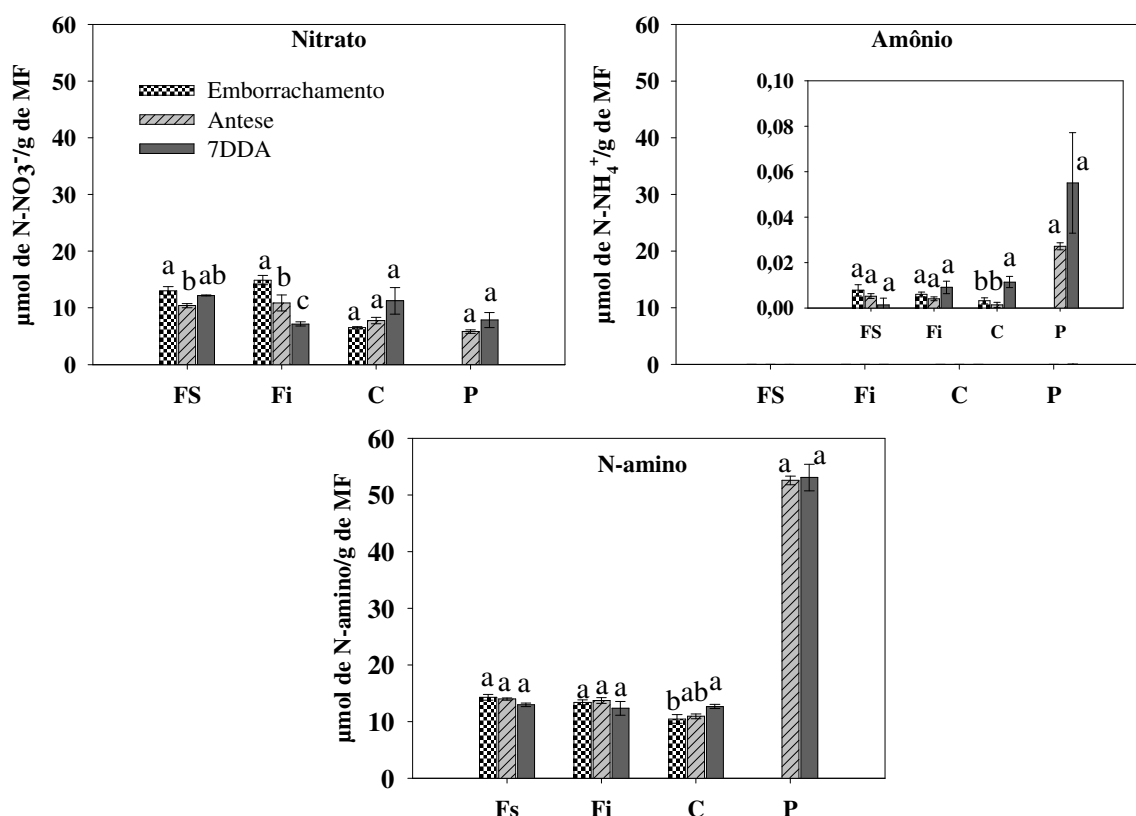 Nitrato
µmol de N-NO3-/g de MF
60
50
40
30
20
10
0
Emborrachamento
Antese
7DDA
a b ab
a b c
a a a
a a
FS Fi C P
Amônio
µmol de N-NH4+/g de MF
60
50
40
30
20
10
0
0,10
0,08
0,06
0,04
0,02
0,00
a a a
a a a
b b a
a a
FS Fi C P
FS Fi C P
N-amino
µmol de N-amino/g de MF
60
50
40
30
20
10
0
a a a
a a a
b ab a
a a
Fs Fi C P